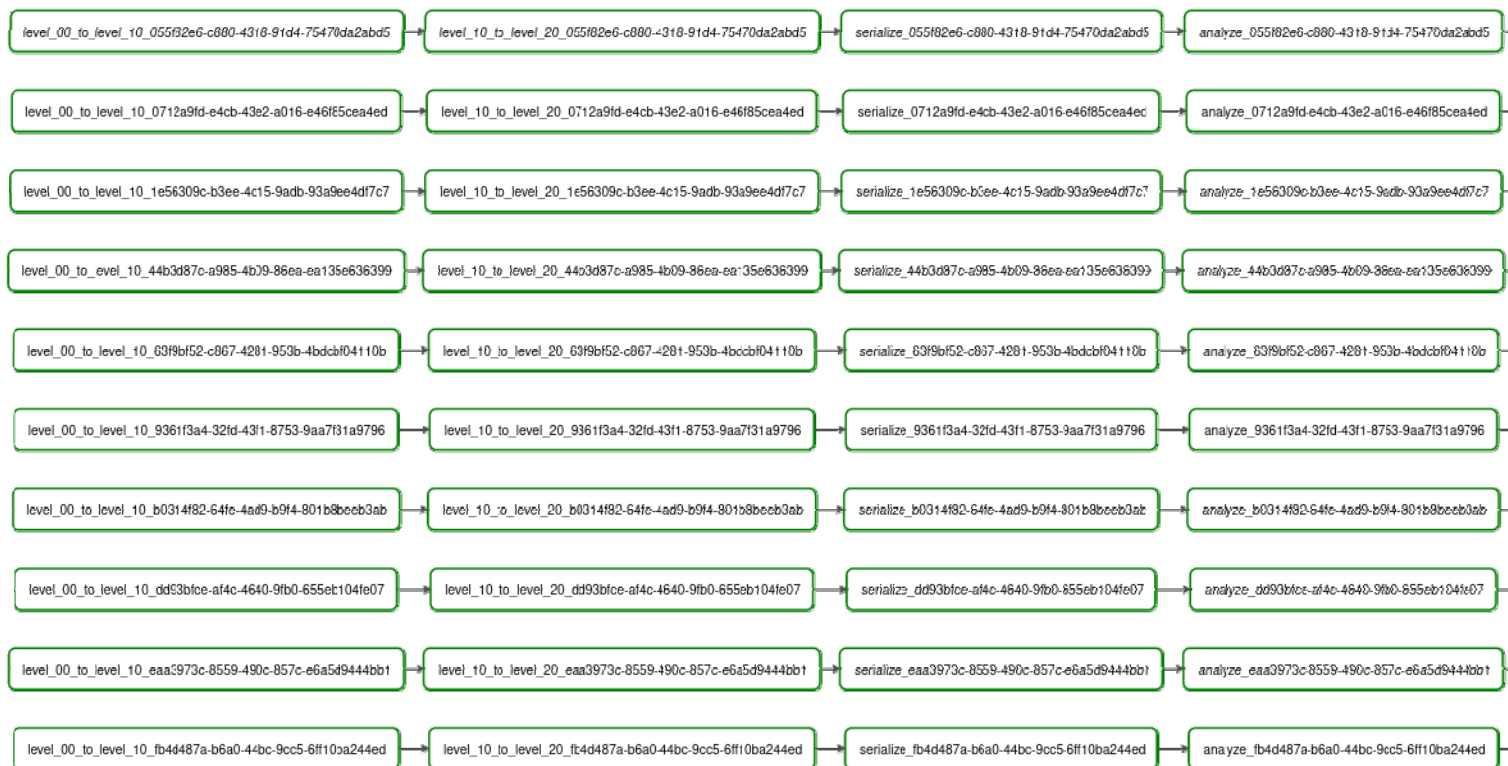 level_00_to_level_10_055f82e6-c880-4318-91d4-75470da2abd5 level_10_to_level_20_055f82e6-c880-4318-91d4-75470da2abd5 serialize_055f82e6-c880-4318-91d4-75470da2abd5 analyze_055f82e6-c880-4318-91d4-75470da2abd5
level_00_to_level_10_0712a9fd-e4cb-43e2-a016-e46f85cea4ed level_10_to_level_20_0712a9fd-e4cb-43e2-a016-e46f85cea4ed serialize_0712a9fd-e4cb-43e2-a016-e46f85cea4ed analyze_0712a9fd-e4cb-43e2-a016-e46f85cea4ed
level_00_to_level_10_1e56309c-b3ee-4c15-9adb-93a9ee4df7c7 level_10_to_level_20_1e56309c-b3ee-4c15-9adb-93a9ee4df7c7 serialize_1e56309c-b3ee-4c15-9adb-93a9ee4df7c7 analyze_1e56309c-b3ee-4c15-9adb-93a9ee4df7c7
level_00_to_level_10_44b3d87c-a985-4b09-86ea-ea135e636399 level_10_to_level_20_44b3d87c-a985-4b09-86ea-ea135e636399 serialize_44b3d87c-a985-4b09-86ea-ea135e636399 analyze_44b3d87c-a985-4b09-86ea-ea135e636399
level_00_to_level_10_63f9bf52-c867-4281-953b-4bdcbf04110b level_10_to_level_20_63f9bf52-c867-4281-953b-4bdcbf04110b serialize_63f9bf52-c867-4281-953b-4bdcbf04110b analyze_63f9bf52-c867-4281-953b-4bdcbf04110b
level_00_to_level_10_9361f3a4-32fd-43f1-8753-9aa7f31a9796 level_10_to_level_20_9361f3a4-32fd-43f1-8753-9aa7f31a9796 serialize_9361f3a4-32fd-43f1-8753-9aa7f31a9796 analyze_9361f3a4-32fd-43f1-8753-9aa7f31a9796
level_00_to_level_10_b0314f82-64fe-4ad9-b9f4-801b8beeb3ab level_10_to_level_20_b0314f82-64fe-4ad9-b9f4-801b8beeb3ab serialize_b0314f82-64fe-4ad9-b9f4-801b8beeb3ab analyze_b0314f82-64fe-4ad9-b9f4-801b8beeb3ab
level_00_to_level_10_dd93bfce-af4c-4640-9fb0-655eb104fe07 level_10_to_level_20_dd93bfce-af4c-4640-9fb0-655eb104fe07 serialize_dd93bfce-af4c-4640-9fb0-655eb104fe07 analyze_dd93bfce-af4c-4640-9fb0-655eb104fe07
level_00_to_level_10_eaa3973c-8559-490c-857c-e6a5d9444bb1 level_10_to_level_20_eaa3973c-8559-490c-857c-e6a5d9444bb1 serialize_eaa3973c-8559-490c-857c-e6a5d9444bb1 analyze_eaa3973c-8559-490c-857c-e6a5d9444bb1
level_00_to_level_10_fb4d487a-b6a0-44bc-9cc5-6ff10ba244ed level_10_to_level_20_fb4d487a-b6a0-44bc-9cc5-6ff10ba244ed serialize_fb4d487a-b6a0-44bc-9cc5-6ff10ba244ed analyze_fb4d487a-b6a0-44bc-9cc5-6ff10ba244ed